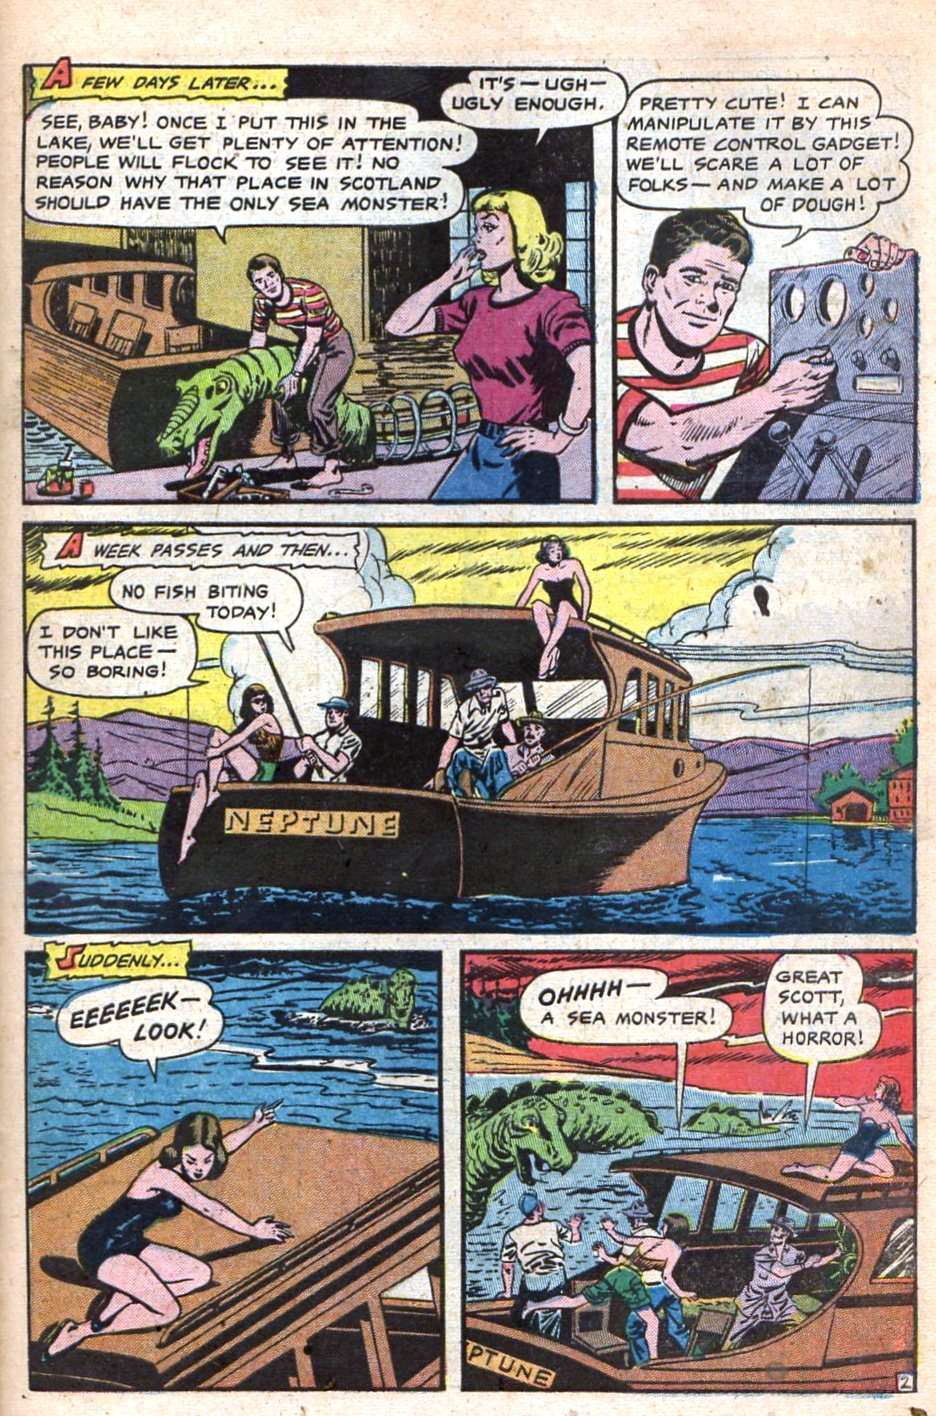 A FEW DAYS LATER...
SEE, BABY! ONCE I PUT THIS IN THE
LAKE, WE'LL GET PLENTY OF ATTENTION!
PEOPLE WILL FLOCK TO SEE IT! NO
REASON WHY THAT PLACE IN SCOTLAND
SHOULD HAVE THE ONLY SEA MONSTER!
IT'S — UGH —
UGLY ENOUGH.
PRETTY CUTE! I CAN
MANIPULATE IT BY THIS
REMOTE CONTROL GADGET!
WE'LL SCARE A LOT OF
FOLKS — AND MAKE A LOT
OF DOUGH!
A WEEK PASSES AND THEN...
NO FISH BITING
TODAY!
I DON'T LIKE
THIS PLACE —
SO BORING!
NEPTUNE
SUDDENLY...
EEEEEEK —
LOOK!
OHHHH —
A SEA MONSTER!
GREAT
SCOTT,
WHAT A
HORROR!
PTUNE
2